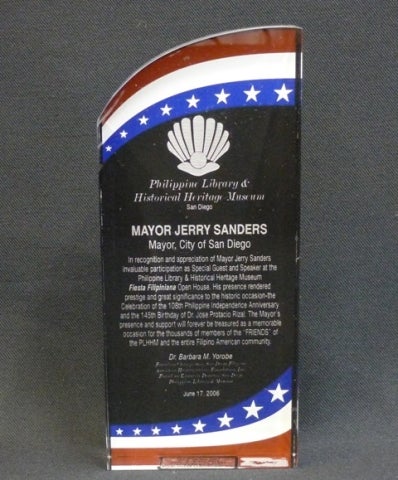 Philippine Library &
Historical Heritage Museum
San Diego
MAYOR JERRY SANDERS
Mayor, City of San Diego
In recognition and appreciation of Mayor Jerry Sanders
invaluable participation as Special Guest and Speaker at the
Philippine Library & Historical Heritage Museum
Fiesta Filipiniana Open House. His presence rendered
prestige and great significance to the historic occasion-the
Celebration of the 108th Philippine Independence Anniversary
and the 145th Birthday of Dr. Jose Protacio Rizal. The Mayor's
presence and support will forever be treasured as a memorable
occasion for the thousands of members of the "FRIENDS" of
the PLHHM and the entire Filipino American community.
Dr. Barbara M. Yorobe
Philippine Library & Museum
June 17, 2006